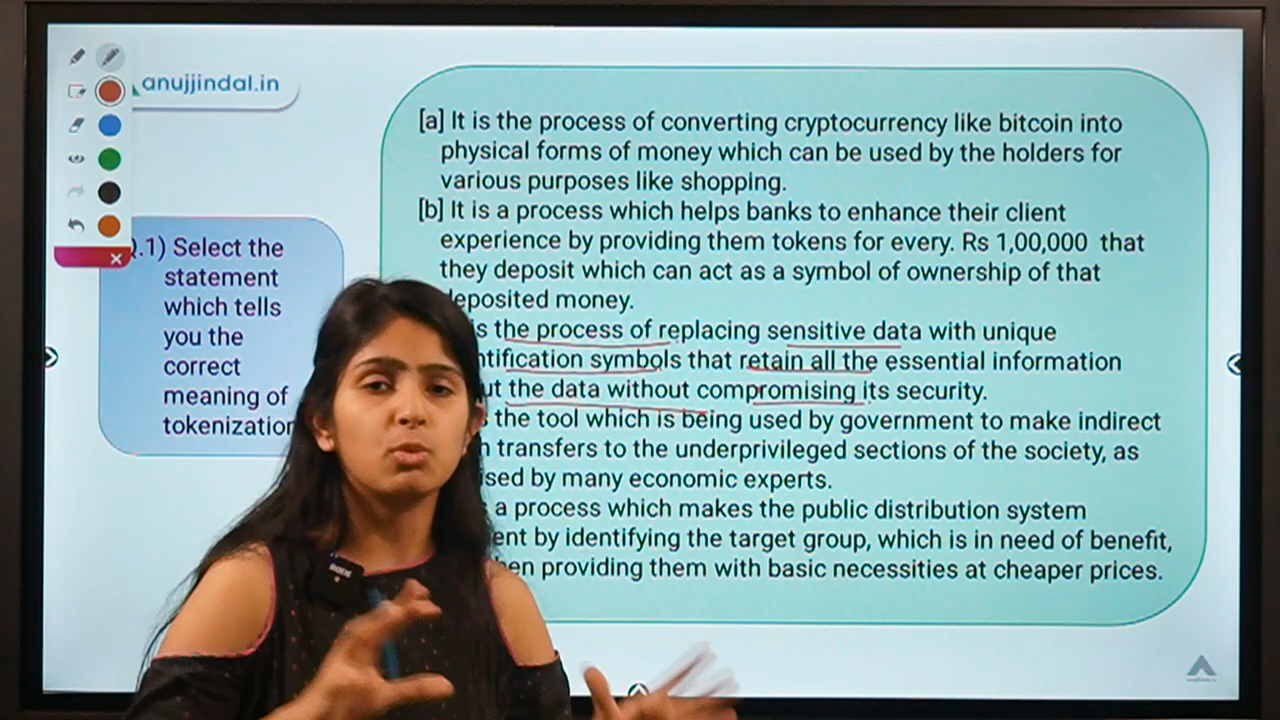 anujjindal.in
.1) Select the
statement
which tells
you the
correct
meaning of
tokenization
[a] It is the process of converting cryptocurrency like bitcoin into
physical forms of money which can be used by the holders for
various purposes like shopping.
[b] It is a process which helps banks to enhance their client
experience by providing them tokens for every. Rs 1,00,000 that
they deposit which can act as a symbol of ownership of that
deposited money.
is the process of replacing sensitive data with unique
symbols that retain all the essential information
the data without compromising its security.
the tool which is being used by government to make indirect
transfers to the underprivileged sections of the society, as
by many economic experts.
a process which makes the public distribution system
by identifying the target group, which is in need of benefit,
providing them with basic necessities at cheaper prices.